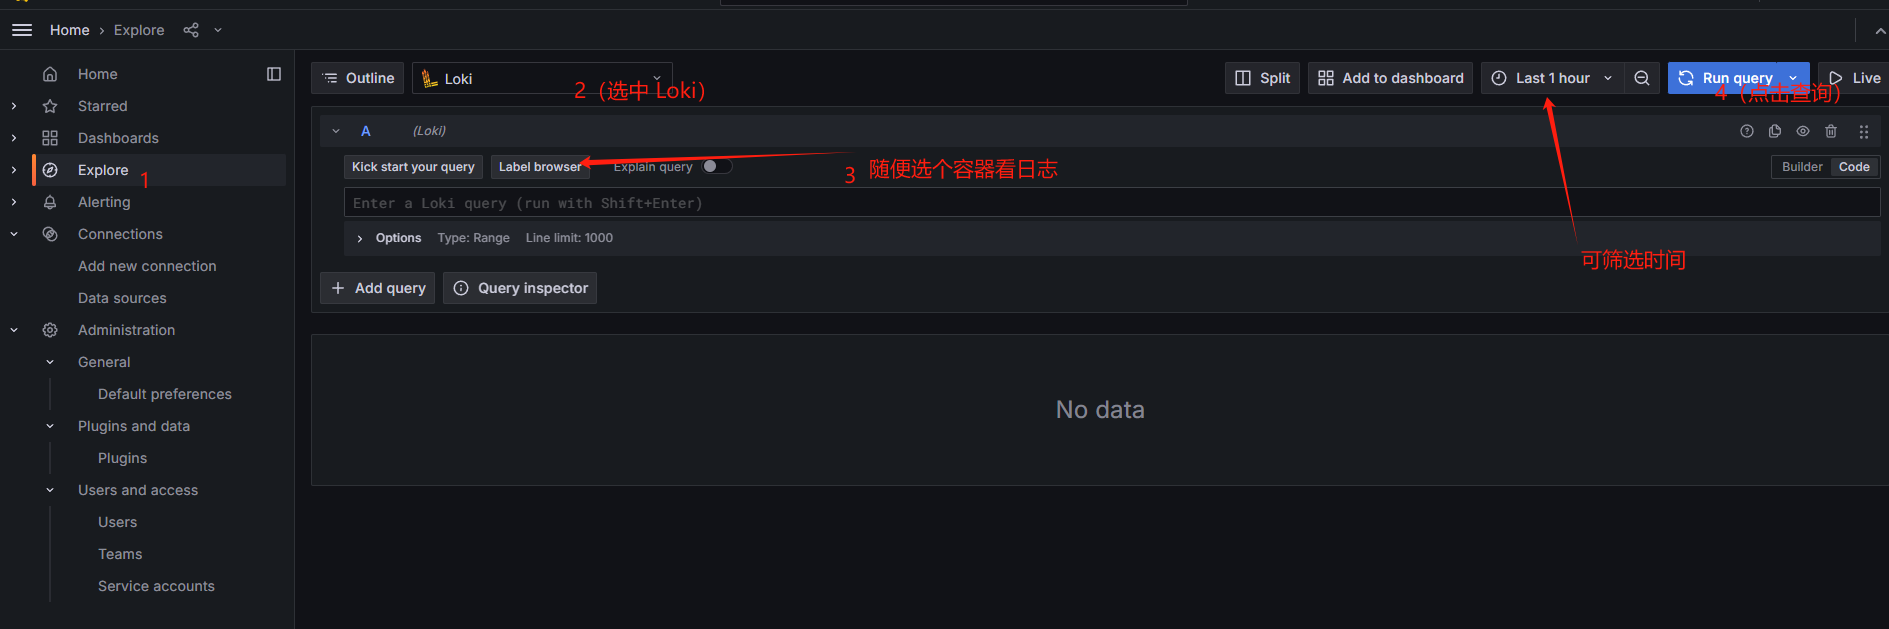 Home › Explore
Home
Starred
Dashboards
Explore
1
Alerting
Connections
Add new connection
Data sources
Administration
General
Default preferences
Plugins and data
Plugins
Users and access
Users
Teams
Service accounts
Outline
Loki
2（选中 Loki）
Split
Add to dashboard
Last 1 hour
Run query
Live
4（点击查询）
A
(Loki)
Kick start your query
Label browser
Explain query
3 随便选个容器看日志
Builder
Code
Enter a Loki query (run with Shift+Enter)
Options Type: Range Line limit: 1000
可筛选时间
Add query
Query inspector
No data